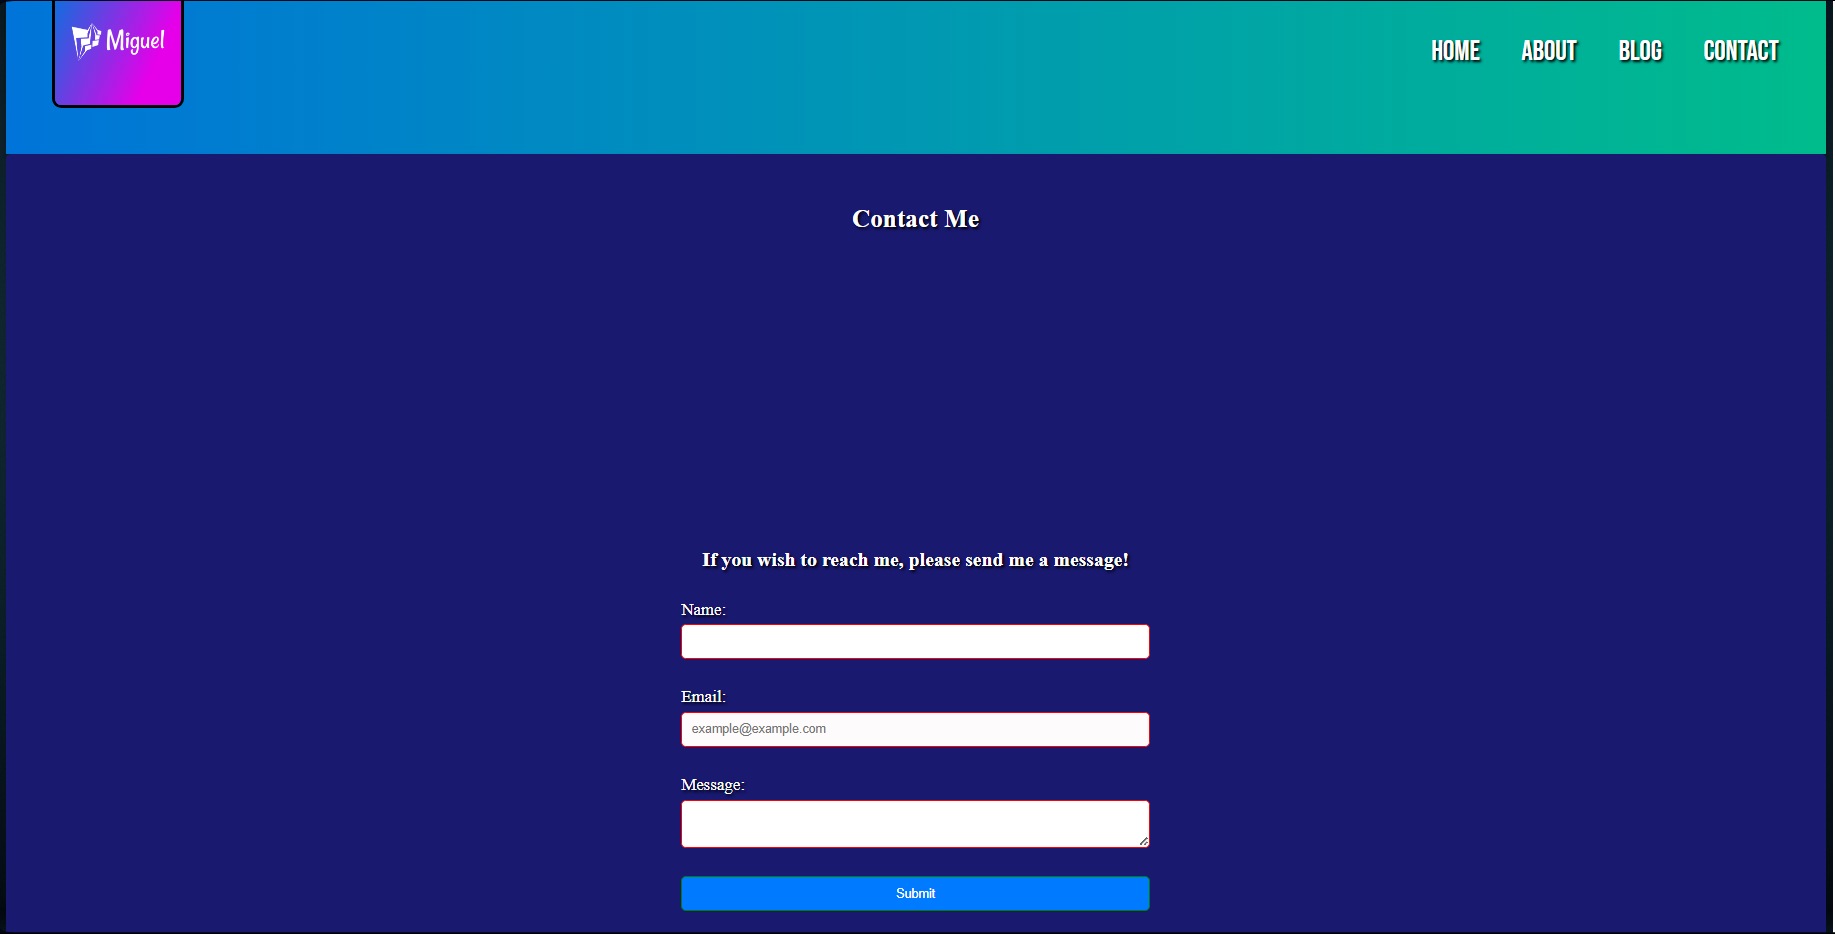 Miguel
HOME ABOUT BLOG CONTACT
Contact Me
If you wish to reach me, please send me a message!
Name:
Email:
example@example.com
Message:
Submit